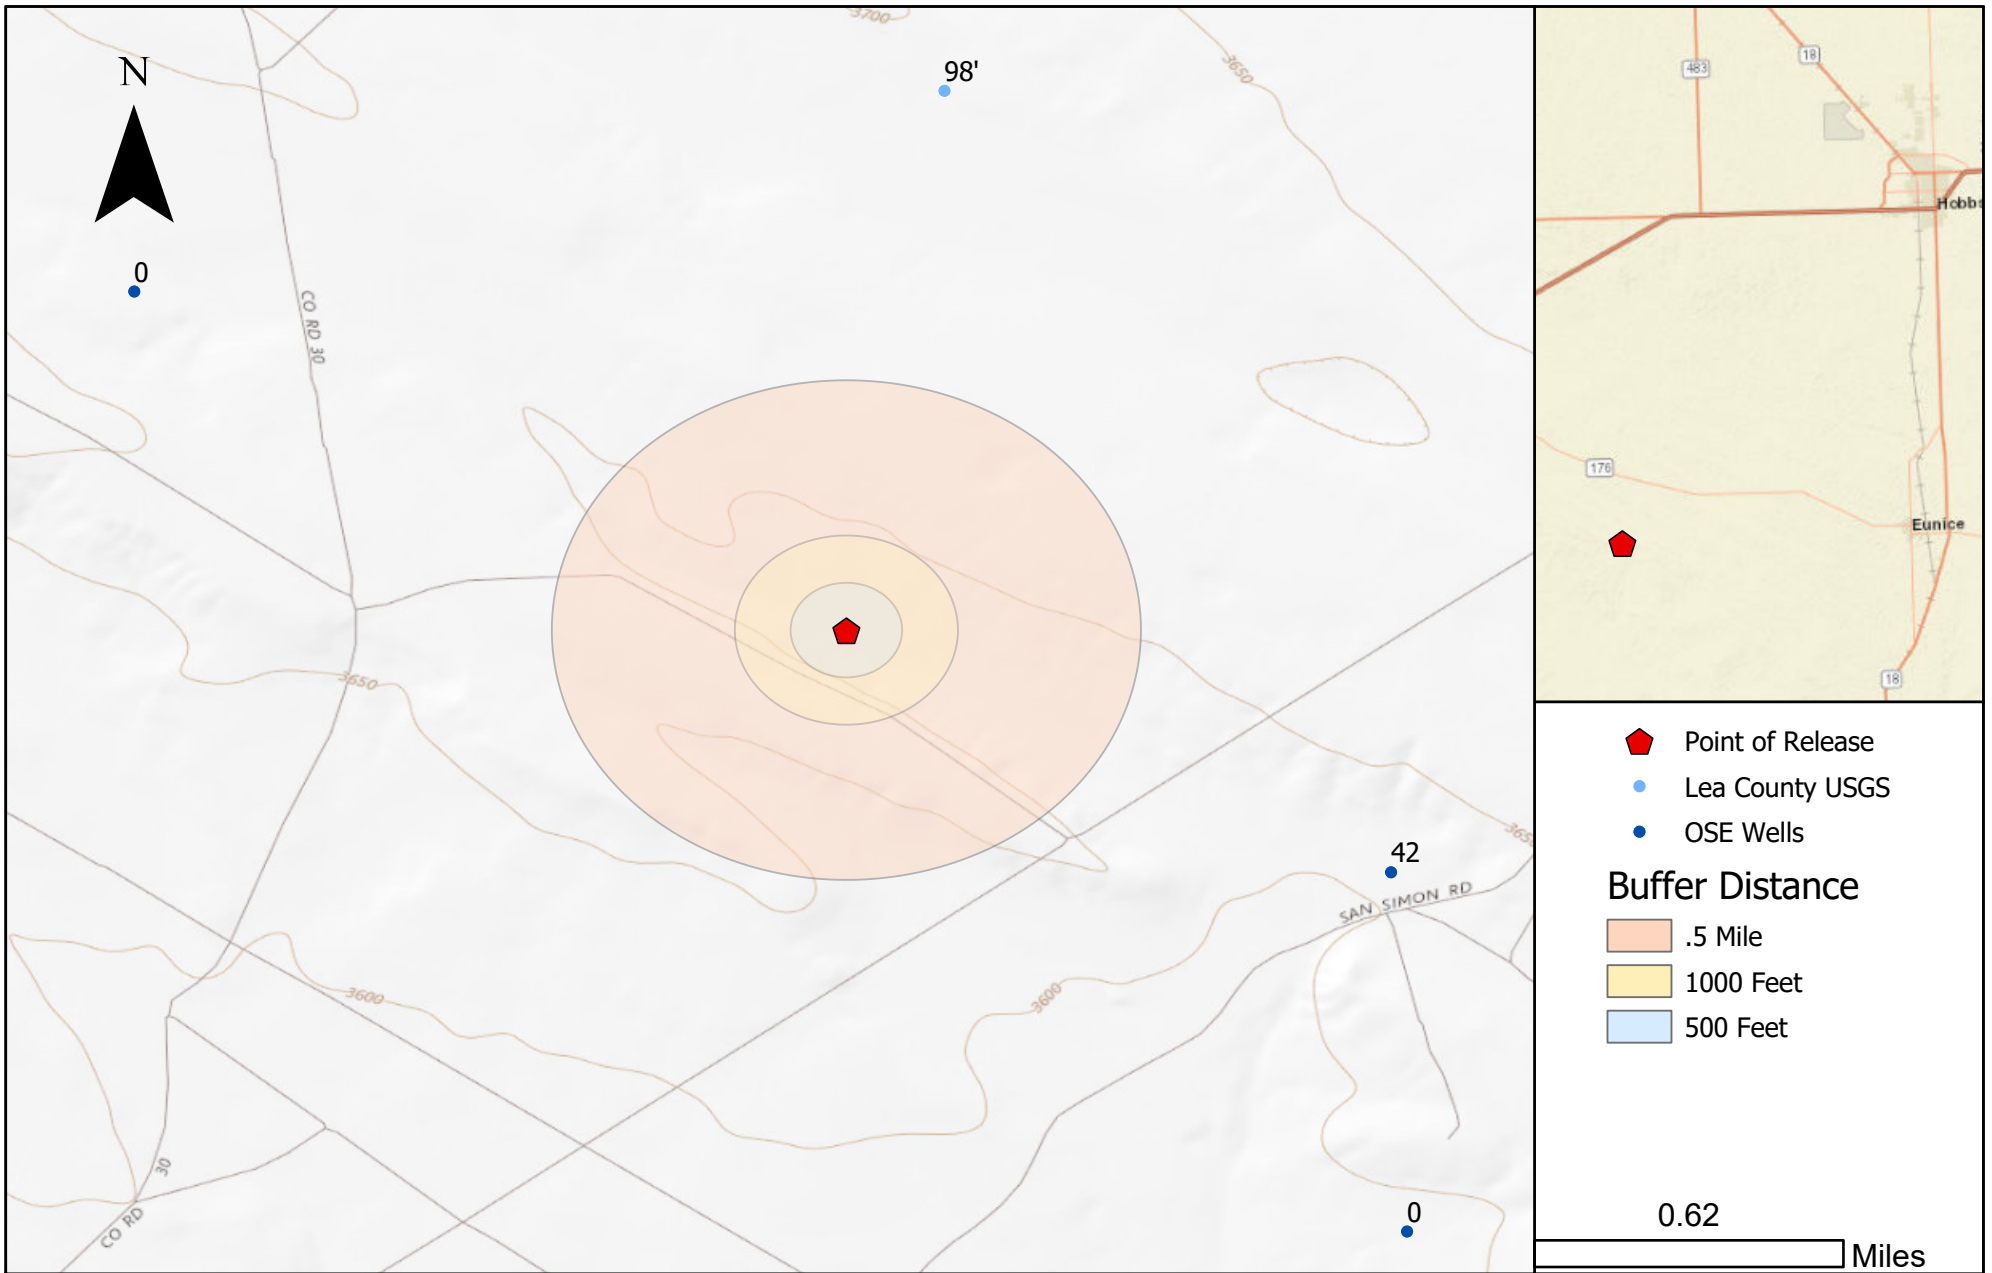 3700
N
98'
3650
0
CO RD 30
3650
3650
42
SAN SIMON RD
3600
3600
30
CO RD
0
483
18
Hobbs
176
Eunice
18
Point of Release
Lea County USGS
OSE Wells
Buffer Distance
.5 Mile
1000 Feet
500 Feet
0.62
Miles